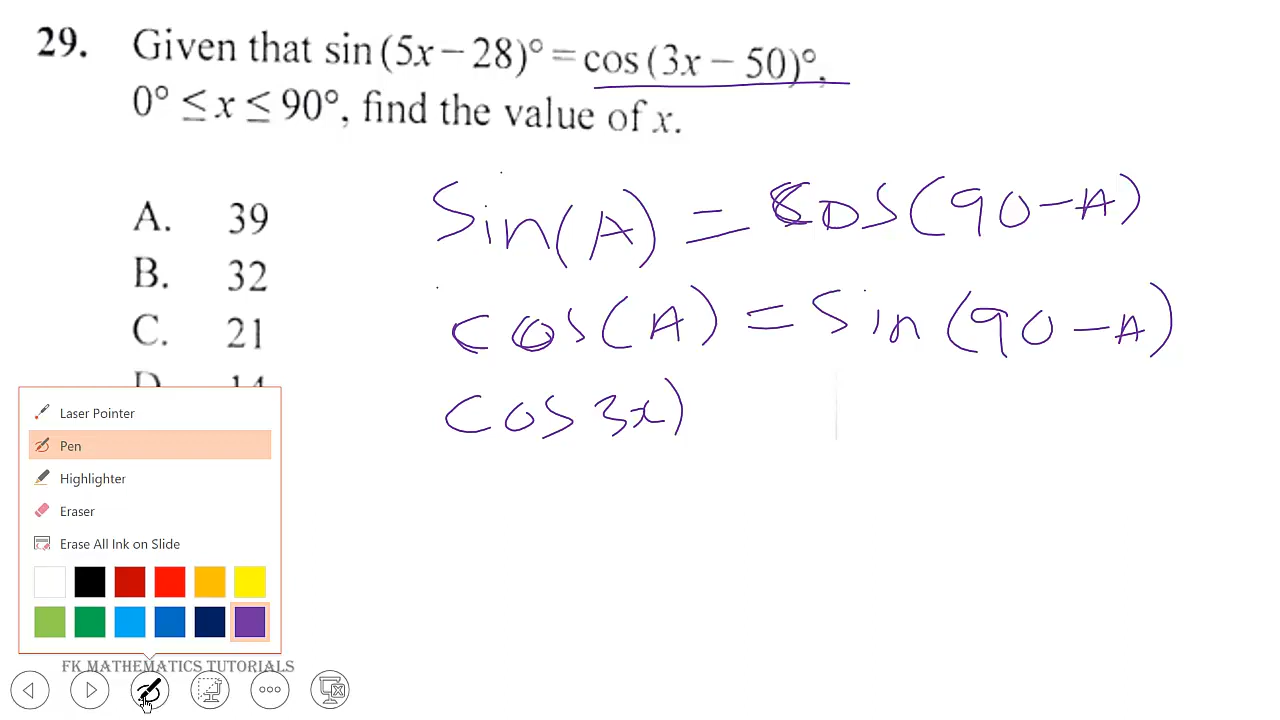 29. Given that sin (5x − 28)° = cos (3x − 50)°,
0° ≤ x ≤ 90°, find the value of x.
A. 39
B. 32
C. 21
D. 14
Sin(A) = COS(90-A)
COS(A) = Sin(90-A)
COS 3x)
Laser Pointer
Pen
Highlighter
Eraser
Erase All Ink on Slide
FK MATHEMATICS TUTORIALS